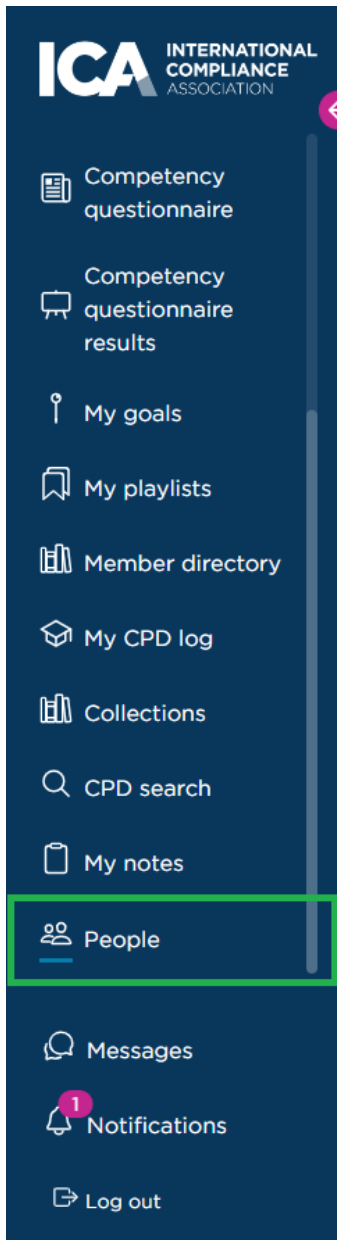 ICA INTERNATIONAL
COMPLIANCE
ASSOCIATION
Competency
questionnaire
Competency
questionnaire
results
My goals
My playlists
Member directory
My CPD log
Collections
CPD search
My notes
People
Messages
1
Notifications
Log out